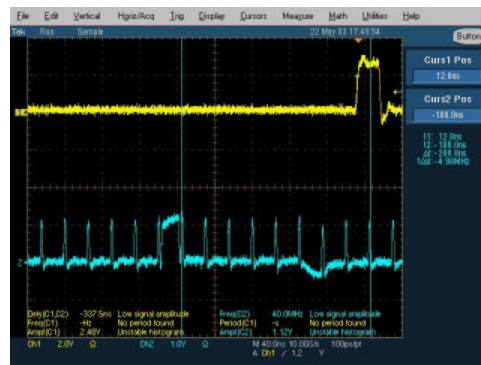 File Edit Vertical Horiz/Acq Trig Display Cursors Measure Math Utilities Help
Tek Run Sample 22 May 03 17:49:54 Button
Curs1 Pos
12.8ns
Curs2 Pos
-188.0ns
t1: 12.8ns
t2: -188.0ns
Δt: -200.8ns
1/Δt: -4.98MHz
2
Dely(C1,C2) -337.5ns Low signal amplitude
Freq(C2) 40.0MHz Low signal amplitude
Freq(C1) -Hz No period found
Period(C1) -s No period found
Ampl(C1) 2.48V Unstable histogram
Ampl(C2) 1.12V Unstable histogram
Ch1 2.0V Ω Ch2 1.0V Ω M 40.0ns 10.0GS/s 100ps/pt
A Ch1 / 1.2 V